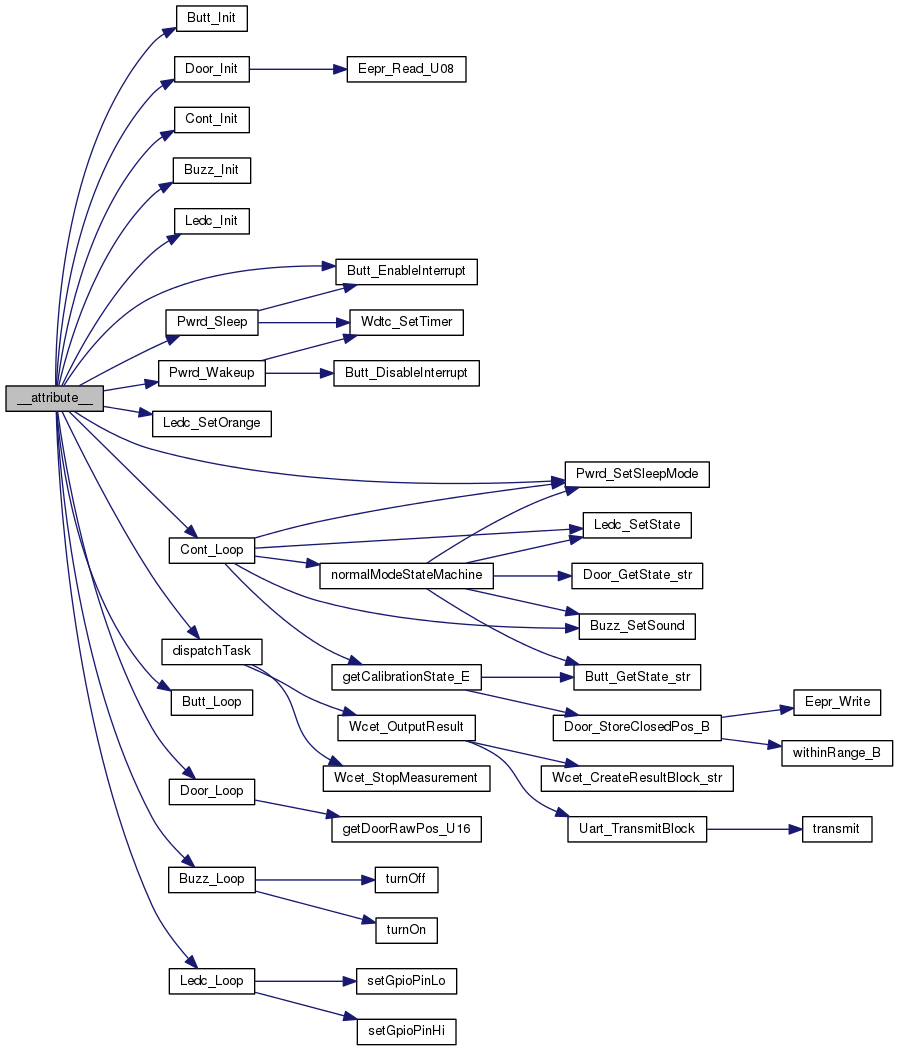 Butt_Init
Door_Init
Eepr_Read_U08
Cont_Init
Buzz_Init
Ledc_Init
Butt_EnableInterrupt
Pwrd_Sleep
Wdtc_SetTimer
Pwrd_Wakeup
Butt_DisableInterrupt
__attribute__
Ledc_SetOrange
Pwrd_SetSleepMode
Ledc_SetState
Cont_Loop
normalModeStateMachine
Door_GetState_str
Buzz_SetSound
dispatchTask
getCalibrationState_E
Butt_GetState_str
Butt_Loop
Eepr_Write
Wcet_OutputResult
Door_StoreClosedPos_B
withinRange_B
Wcet_StopMeasurement
Wcet_CreateResultBlock_str
Door_Loop
getDoorRawPos_U16
Uart_TransmitBlock
transmit
Buzz_Loop
turnOff
turnOn
Ledc_Loop
setGpioPinLo
setGpioPinHi